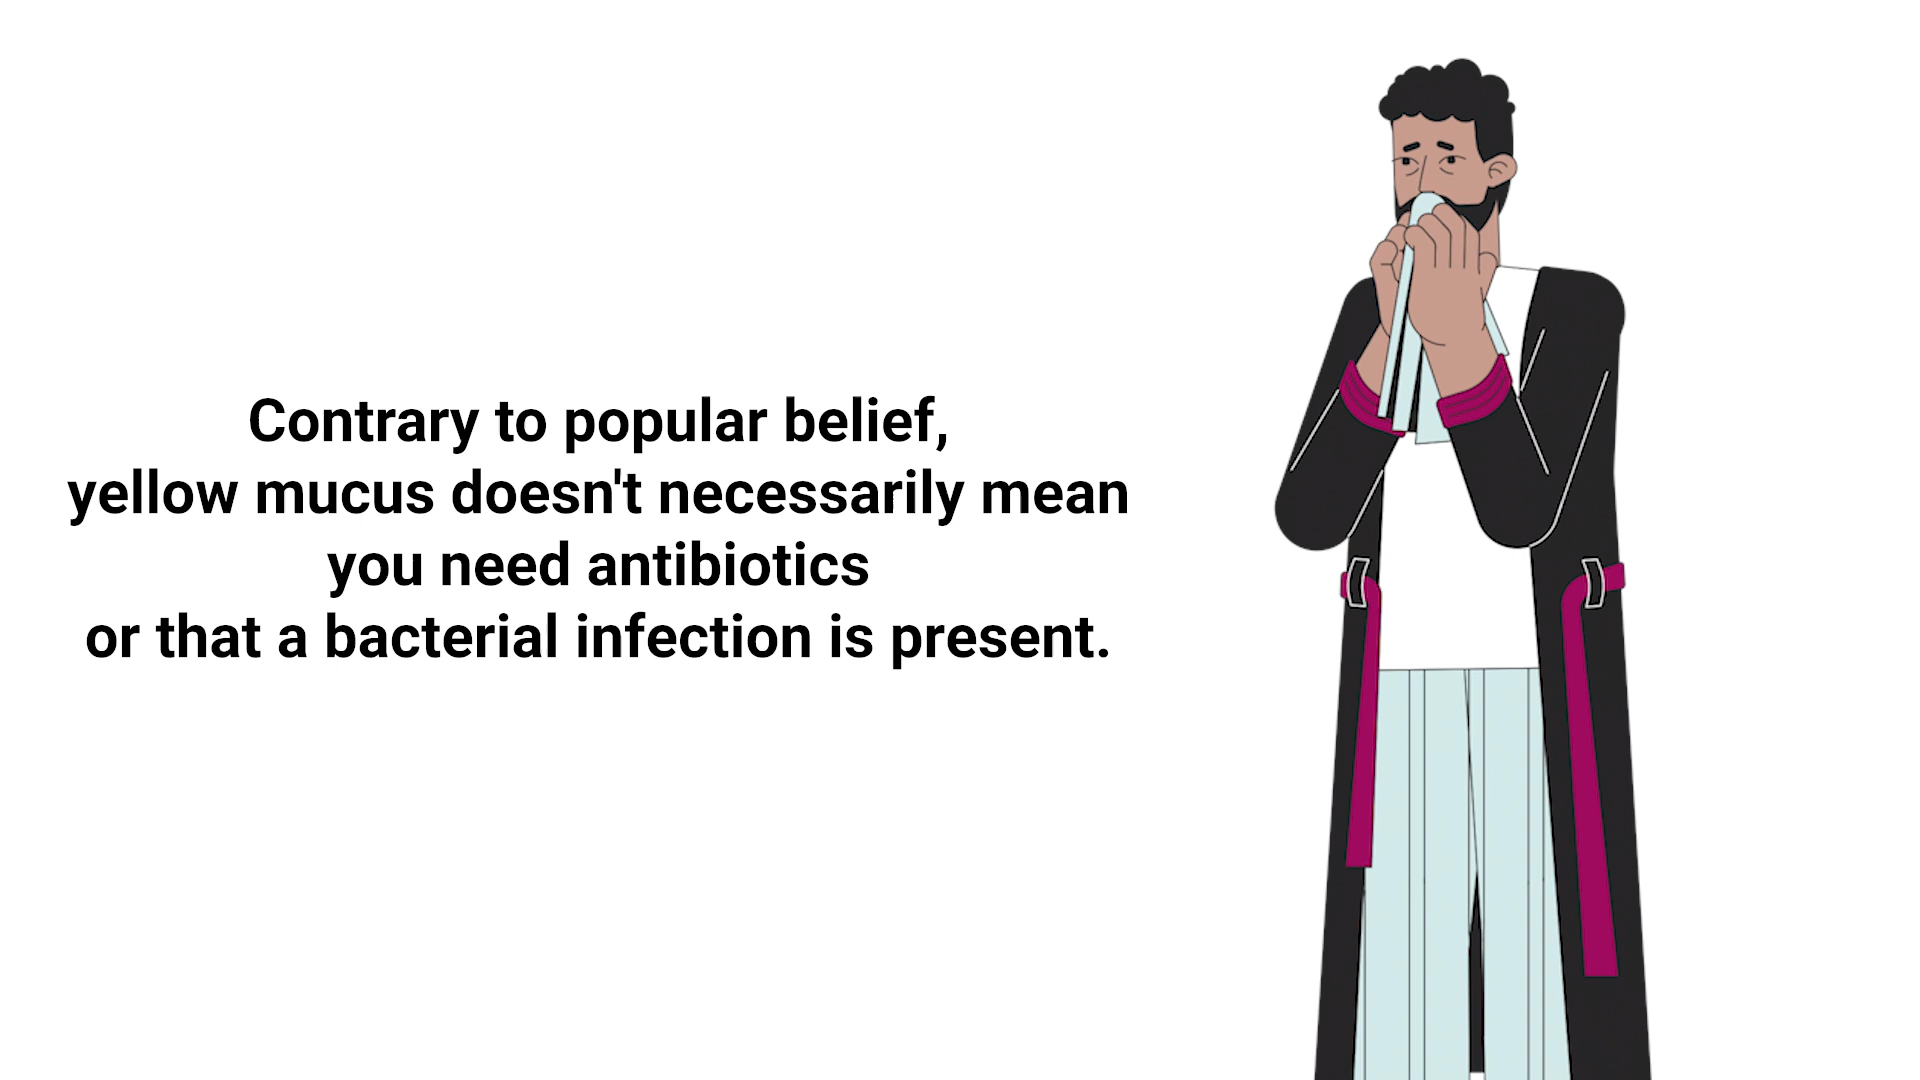 Contrary to popular belief,
yellow mucus doesn't necessarily mean
you need antibiotics
or that a bacterial infection is present.